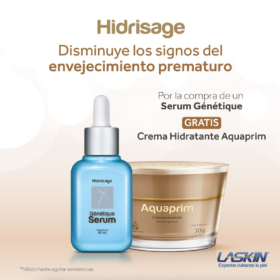 Hidrisage
Disminuye los signos del
envejecimiento prematuro
Por la compra de un
Serum Génétique
GRATIS
Crema Hidratante Aquaprim
Hidrisage
Génétique
Serum
Aquaprim
30g
*Válido hasta agotar existencias
LASKIN
Expertos cuidando tu piel